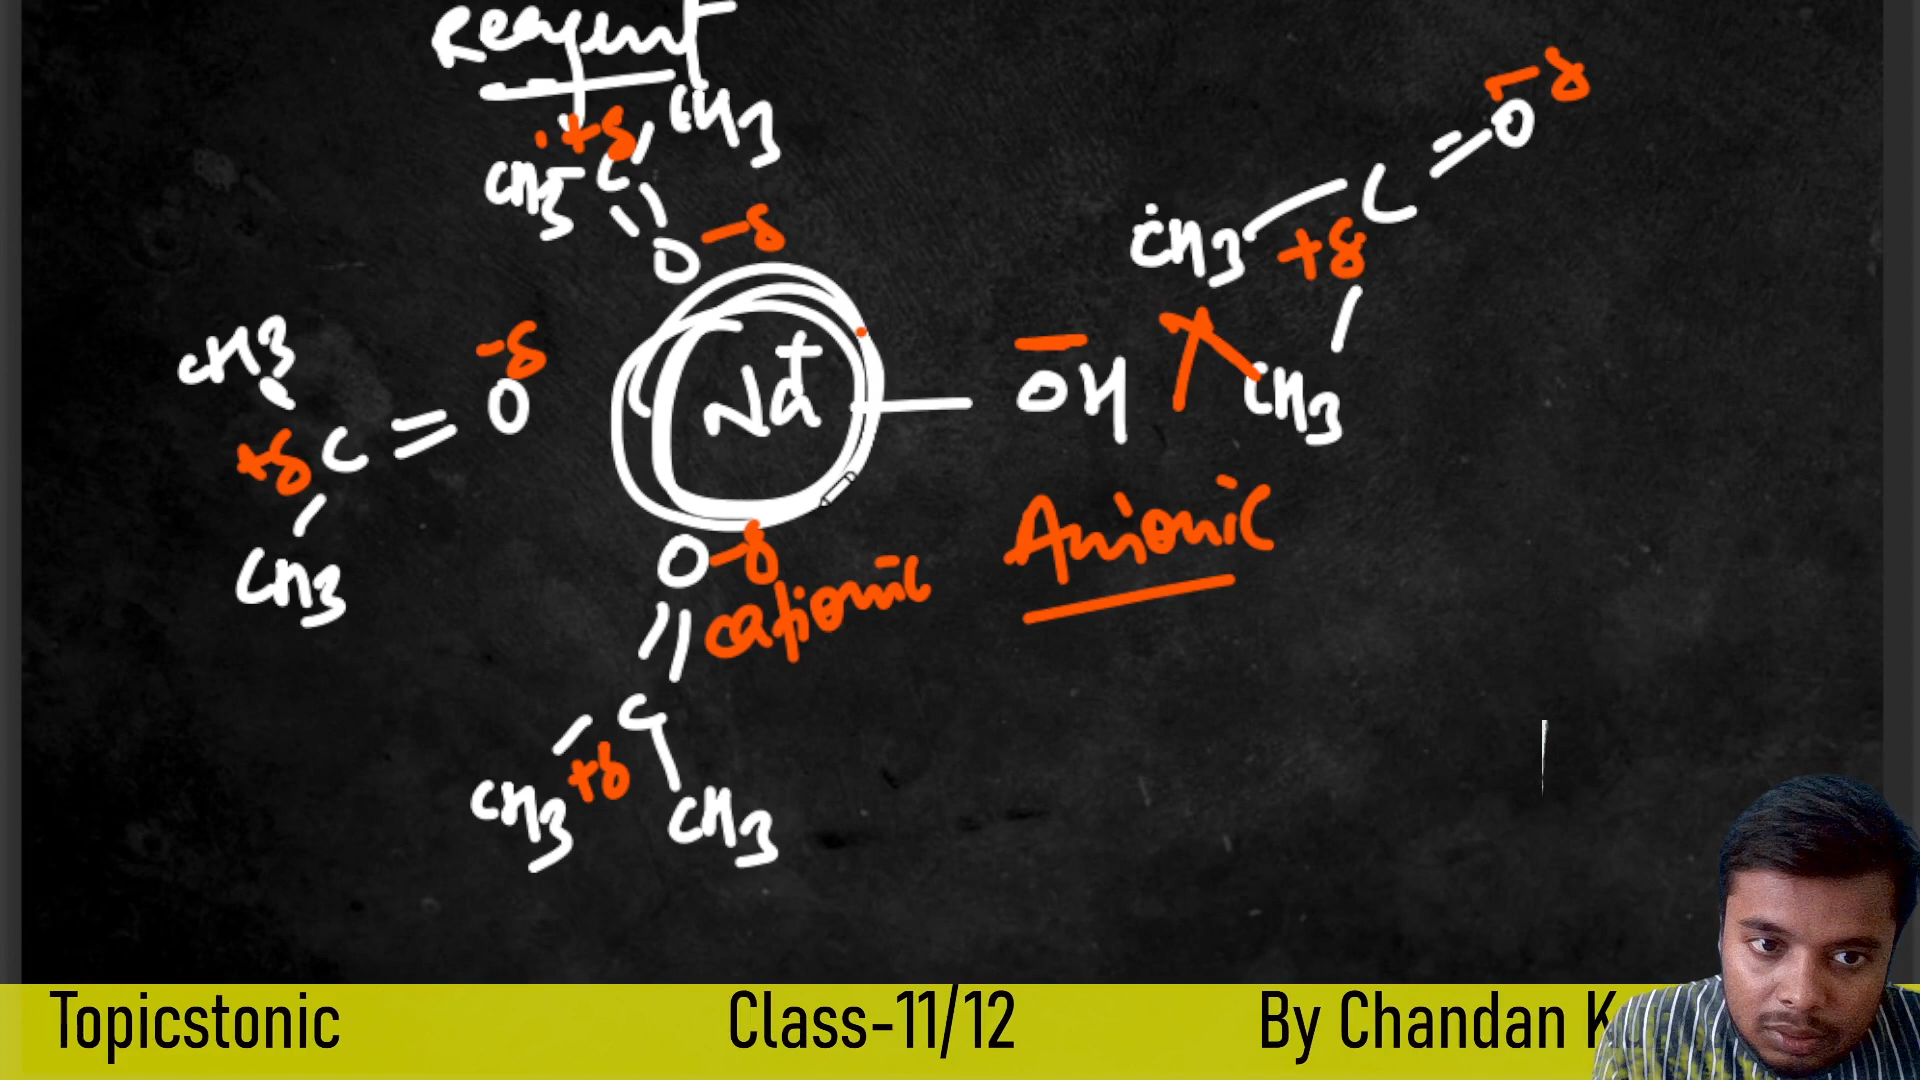 Reagent
+δ CH3
CH3 - C
O -δ
-δ
O
CH3 C
+δ
CH3
CH3
-δ
+δ C = O
CH3
Na+ — OH
CH3
Anionic
O -δ
cationic
C
CH3 +δ
CH3
Topicstonic
Class-11/12
By Chandan K